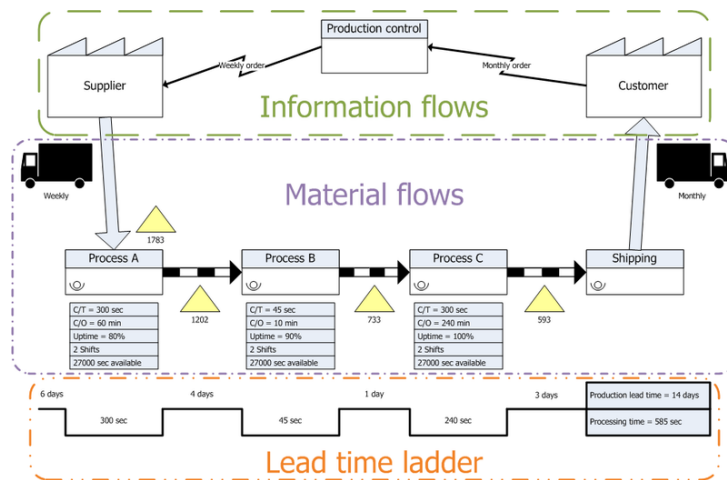 Production control
Weekly order
Monthly order
Supplier
Customer
Information flows
Weekly
Material flows
Monthly
1783
Process A
Process B
Process C
Shipping
1202
733
593
C/T = 300 sec
C/O = 60 min
Uptime = 80%
2 Shifts
27000 sec available
C/T = 45 sec
C/O = 10 min
Uptime = 90%
2 Shifts
27000 sec available
C/T = 300 sec
C/O = 240 min
Uptime = 100%
2 Shifts
27000 sec available
6 days
4 days
1 day
3 days
Production lead time = 14 days
300 sec
45 sec
240 sec
Processing time = 585 sec
Lead time ladder